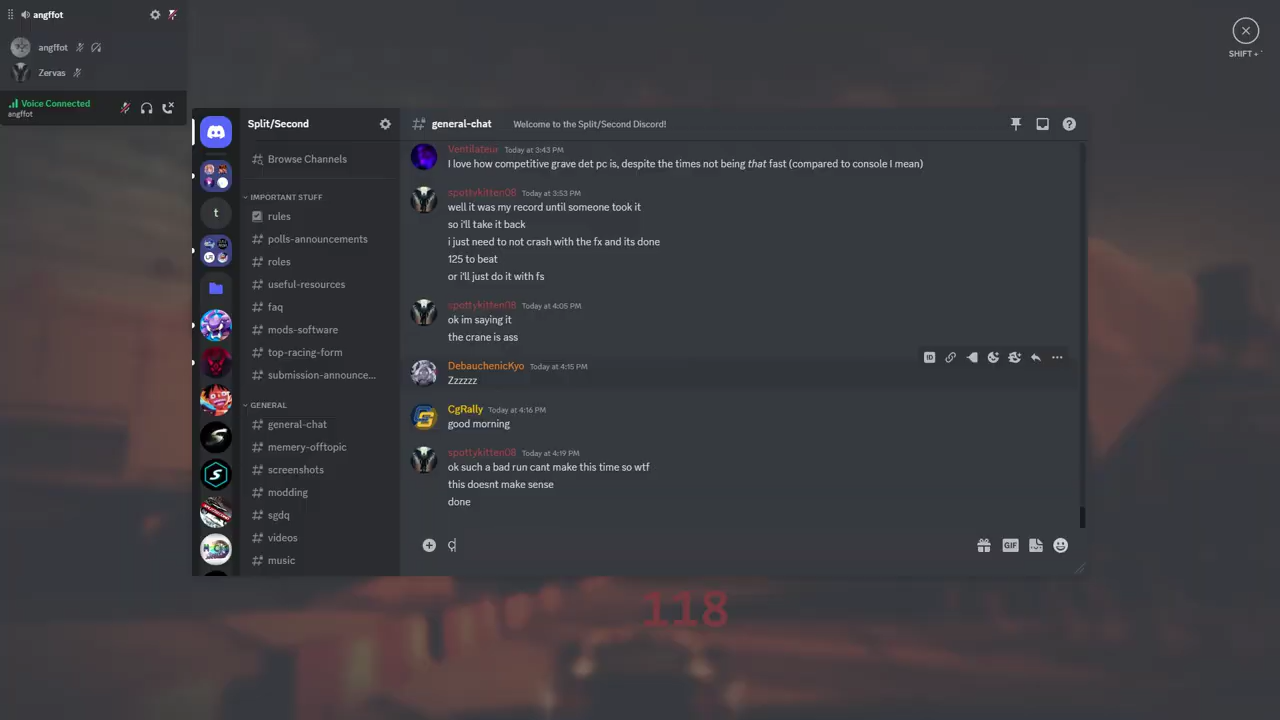 angffot
angffot
Zervas
Voice Connected
angffot
SHIFT + `
Split/Second
general-chat
Welcome to the Split/Second Discord!
Browse Channels
IMPORTANT STUFF
rules
polls-announcements
roles
useful-resources
faq
mods-software
top-racing-form
submission-announce...
GENERAL
general-chat
memery-offtopic
screenshots
modding
sgdq
videos
music
t
Ventilateur Today at 3:43 PM
I love how competitive grave det pc is, despite the times not being that fast (compared to console I mean)
spottykitten08 Today at 3:53 PM
well it was my record until someone took it
so i'll take it back
i just need to not crash with the fx and its done
125 to beat
or i'll just do it with fs
spottykitten08 Today at 4:05 PM
ok im saying it
the crane is ass
DebauchenicKyo Today at 4:15 PM
Zzzzzz
ID
CgRally Today at 4:16 PM
good morning
spottykitten08 Today at 4:19 PM
ok such a bad run cant make this time so wtf
this doesnt make sense
done
GIF
118